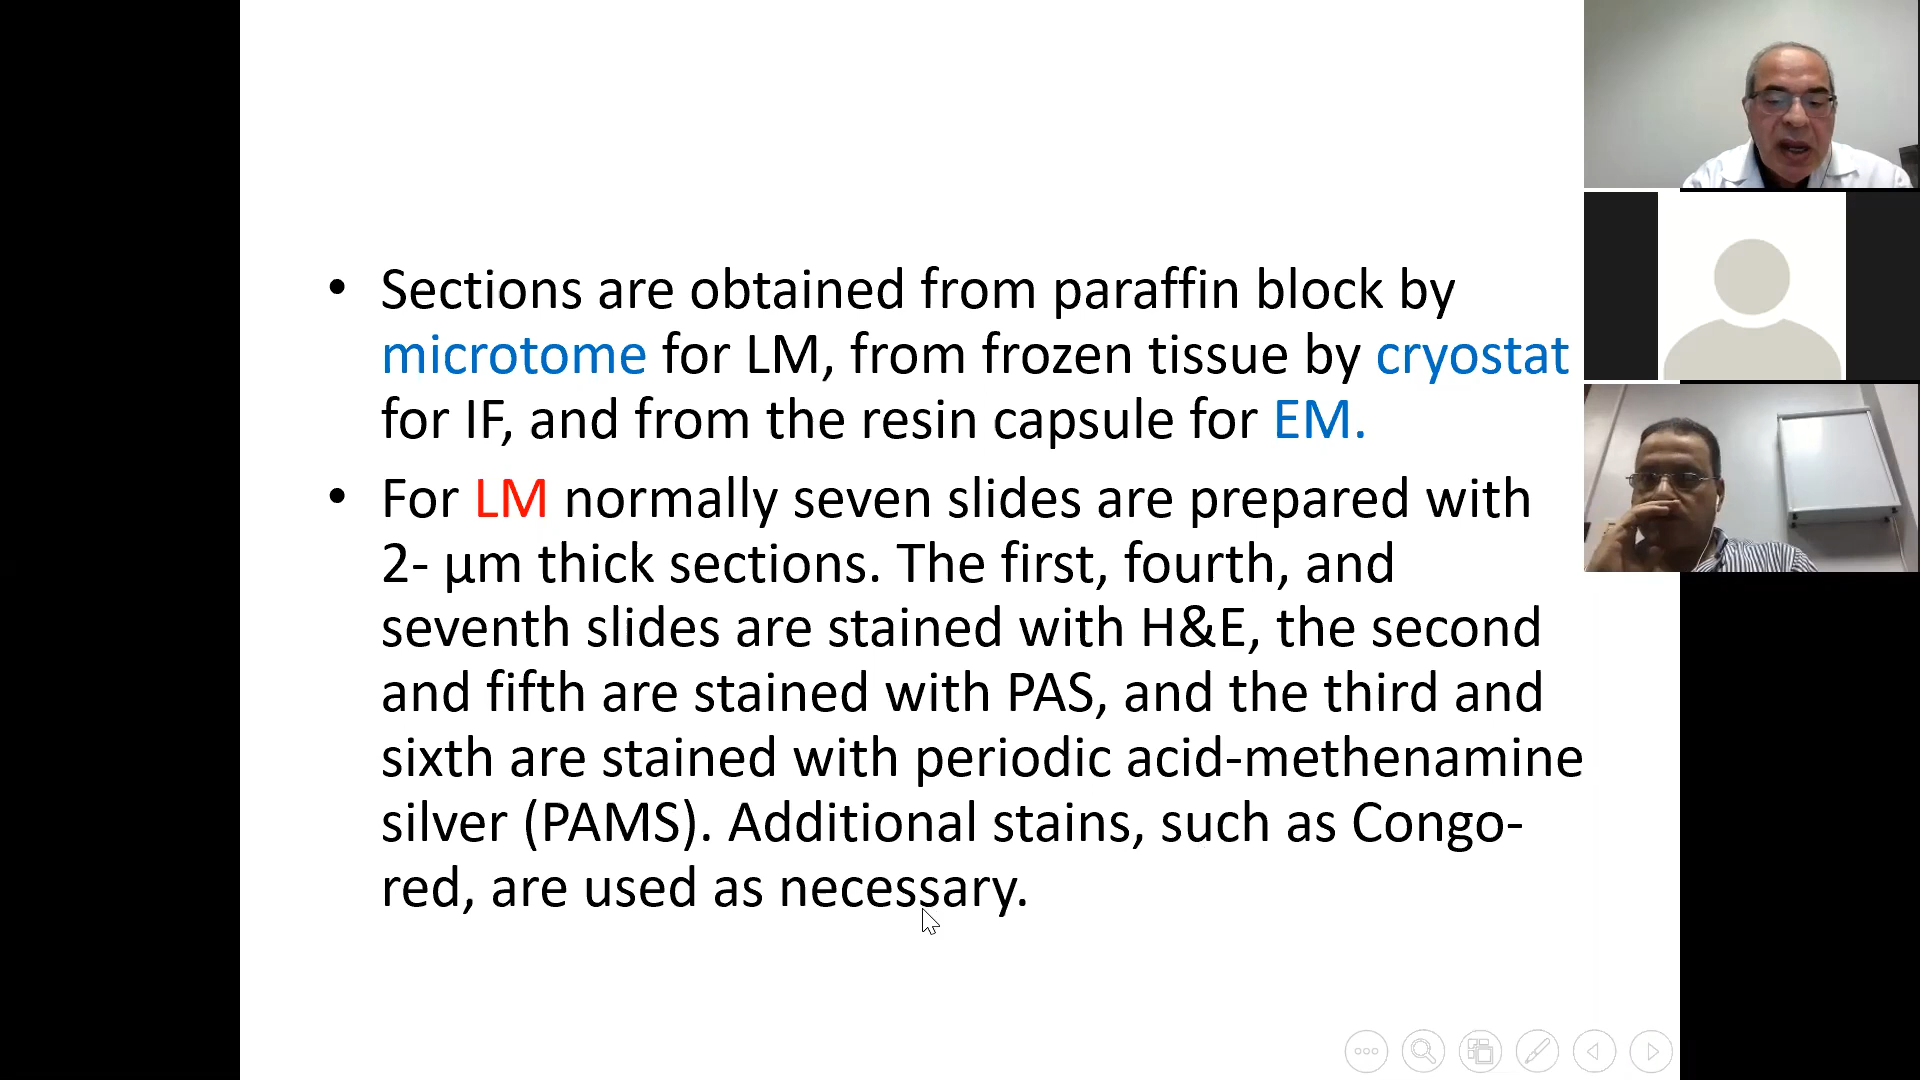 • Sections are obtained from paraffin block by
microtome for LM, from frozen tissue by cryostat
for IF, and from the resin capsule for EM.
• For LM normally seven slides are prepared with
2- µm thick sections. The first, fourth, and
seventh slides are stained with H&E, the second
and fifth are stained with PAS, and the third and
sixth are stained with periodic acid-methenamine
silver (PAMS). Additional stains, such as Congo-
red, are used as necessary.